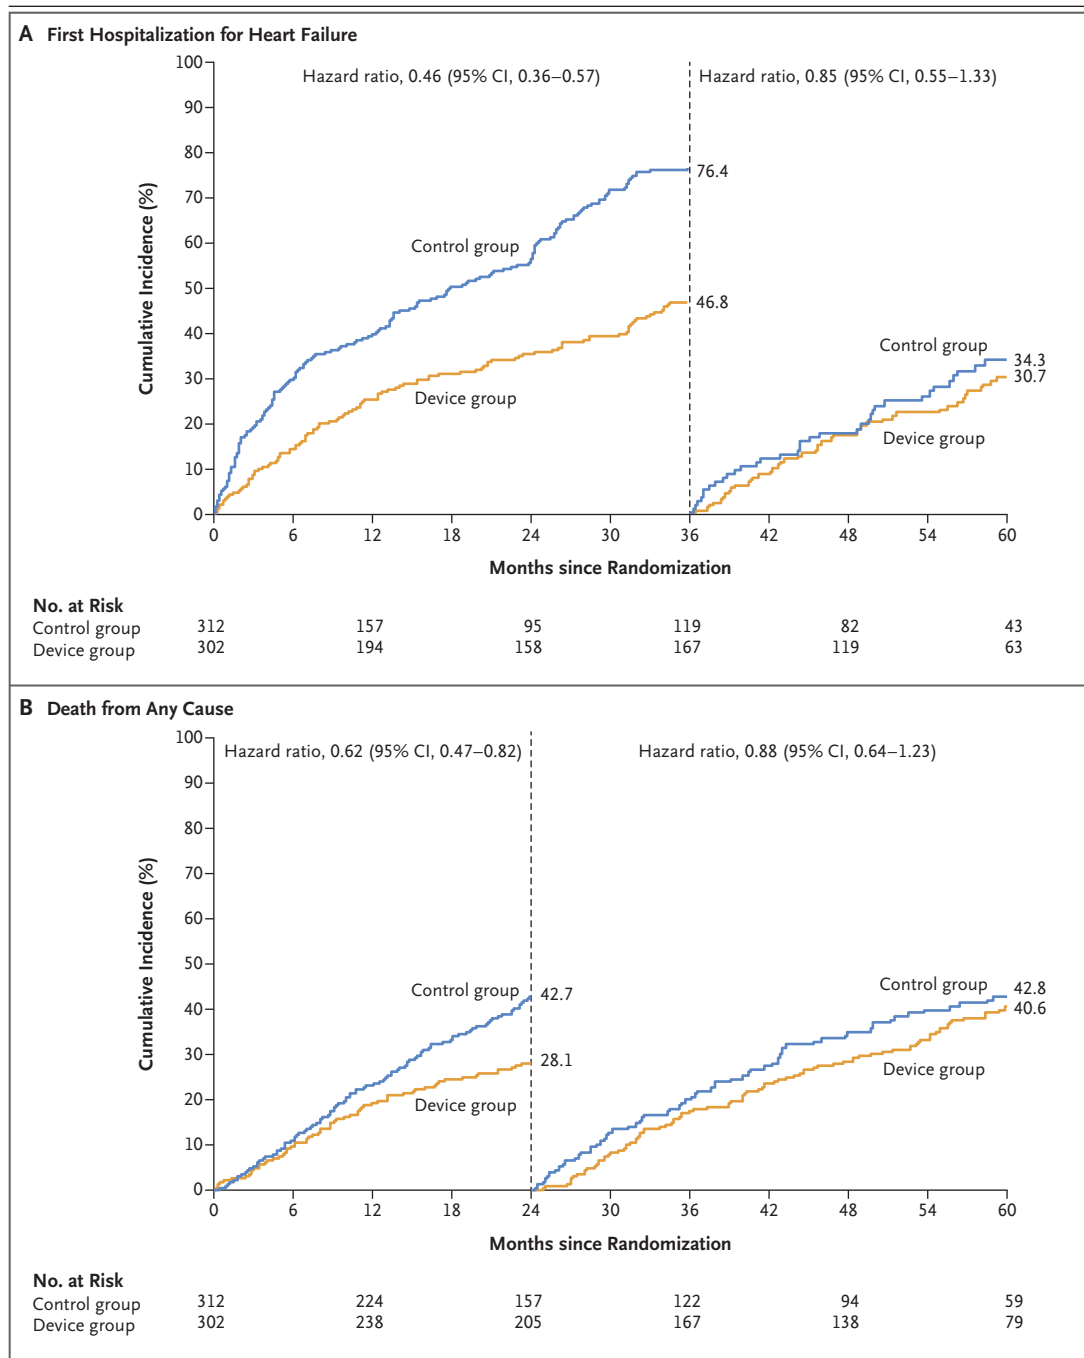 A First Hospitalization for Heart Failure
Hazard ratio, 0.46 (95% CI, 0.36–0.57)
Hazard ratio, 0.85 (95% CI, 0.55–1.33)
Cumulative Incidence (%)
100
90
80
70
60
50
40
30
20
10
0
76.4
Control group
46.8
Device group
Control group
34.3
30.7
Device group
0 6 12 18 24 30 36 42 48 54 60
Months since Randomization
No. at Risk
Control group 312 157 95 119 82 43
Device group 302 194 158 167 119 63
B Death from Any Cause
Hazard ratio, 0.62 (95% CI, 0.47–0.82)
Hazard ratio, 0.88 (95% CI, 0.64–1.23)
Cumulative Incidence (%)
100
90
80
70
60
50
40
30
20
10
0
Control group
42.7
28.1
Device group
Control group
42.8
40.6
Device group
0 6 12 18 24 30 36 42 48 54 60
Months since Randomization
No. at Risk
Control group 312 224 157 122 94 59
Device group 302 238 205 167 138 79